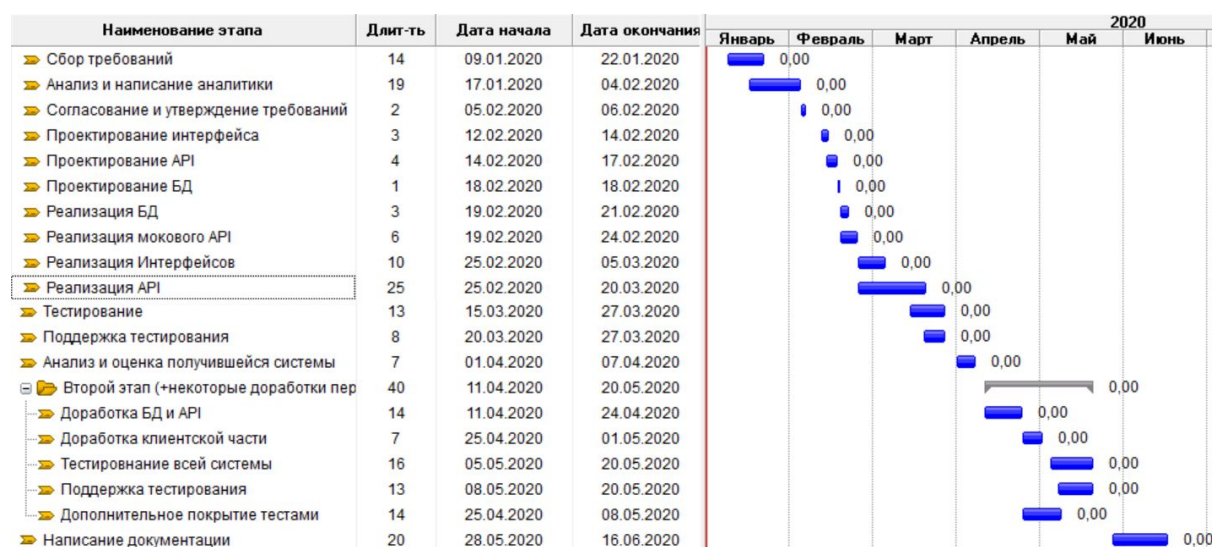 Наименование этапа Длит-ть Дата начала Дата окончания 2020
Январь Февраль Март Апрель Май Июнь
Сбор требований 14 09.01.2020 22.01.2020 0,00
Анализ и написание аналитики 19 17.01.2020 04.02.2020 0,00
Согласование и утверждение требований 2 05.02.2020 06.02.2020 0,00
Проектирование интерфейса 3 12.02.2020 14.02.2020 0,00
Проектирование API 4 14.02.2020 17.02.2020 0,00
Проектирование БД 1 18.02.2020 18.02.2020 0,00
Реализация БД 3 19.02.2020 21.02.2020 0,00
Реализация мокового API 6 19.02.2020 24.02.2020 0,00
Реализация Интерфейсов 10 25.02.2020 05.03.2020 0,00
Реализация API 25 25.02.2020 20.03.2020 0,00
Тестирование 13 15.03.2020 27.03.2020 0,00
Поддержка тестирования 8 20.03.2020 27.03.2020 0,00
Анализ и оценка получившейся системы 7 01.04.2020 07.04.2020 0,00
Второй этап (+некоторые доработки пер 40 11.04.2020 20.05.2020 0,00
Доработка БД и API 14 11.04.2020 24.04.2020 0,00
Доработка клиентской части 7 25.04.2020 01.05.2020 0,00
Тестировнание всей системы 16 05.05.2020 20.05.2020 0,00
Поддержка тестирования 13 08.05.2020 20.05.2020 0,00
Дополнительное покрытие тестами 14 25.04.2020 08.05.2020 0,00
Написание документации 20 28.05.2020 16.06.2020 0,00